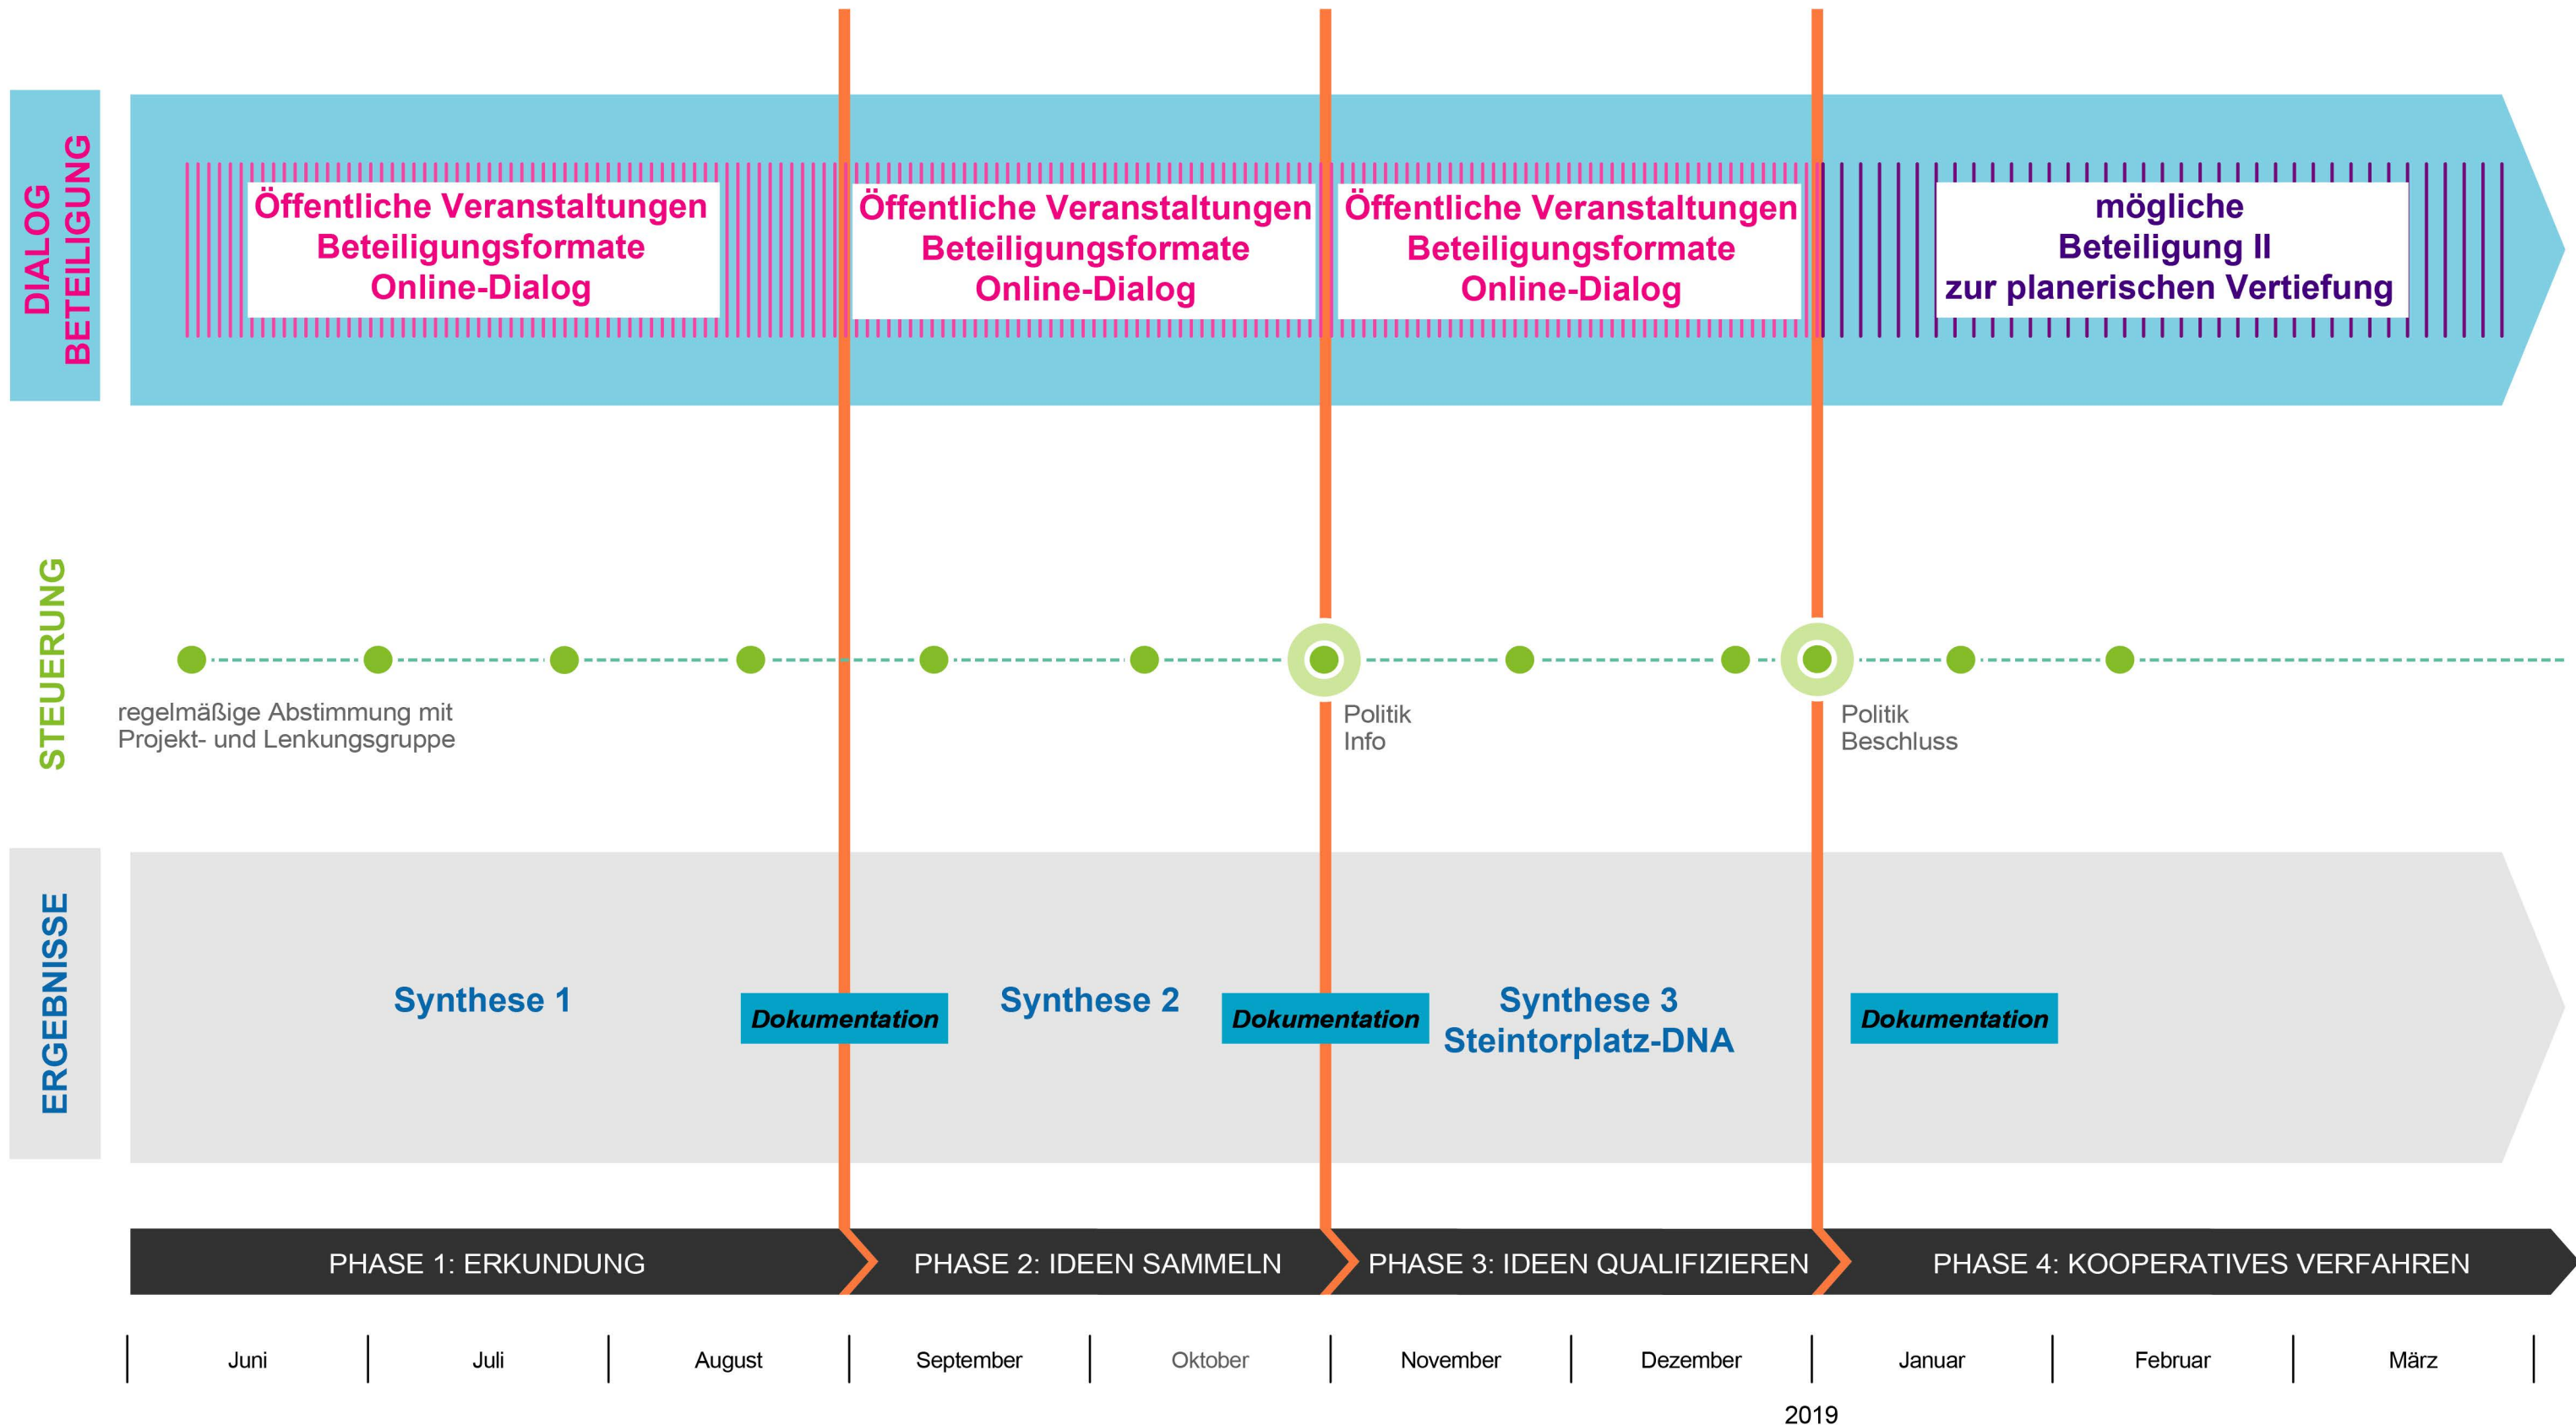 DIALOG
BETEILIGUNG
Öffentliche Veranstaltungen
Beteiligungsformate
Online-Dialog
Öffentliche Veranstaltungen
Beteiligungsformate
Online-Dialog
Öffentliche Veranstaltungen
Beteiligungsformate
Online-Dialog
mögliche
Beteiligung II
zur planerischen Vertiefung
STEUERUNG
regelmäßige Abstimmung mit
Projekt- und Lenkungsgruppe
Politik
Info
Politik
Beschluss
ERGEBNISSE
Synthese 1
Dokumentation
Synthese 2
Dokumentation
Synthese 3
Steintorplatz-DNA
Dokumentation
PHASE 1: ERKUNDUNG
PHASE 2: IDEEN SAMMELN
PHASE 3: IDEEN QUALIFIZIEREN
PHASE 4: KOOPERATIVES VERFAHREN
Juni
Juli
August
September
Oktober
November
Dezember
Januar
Februar
März
2019